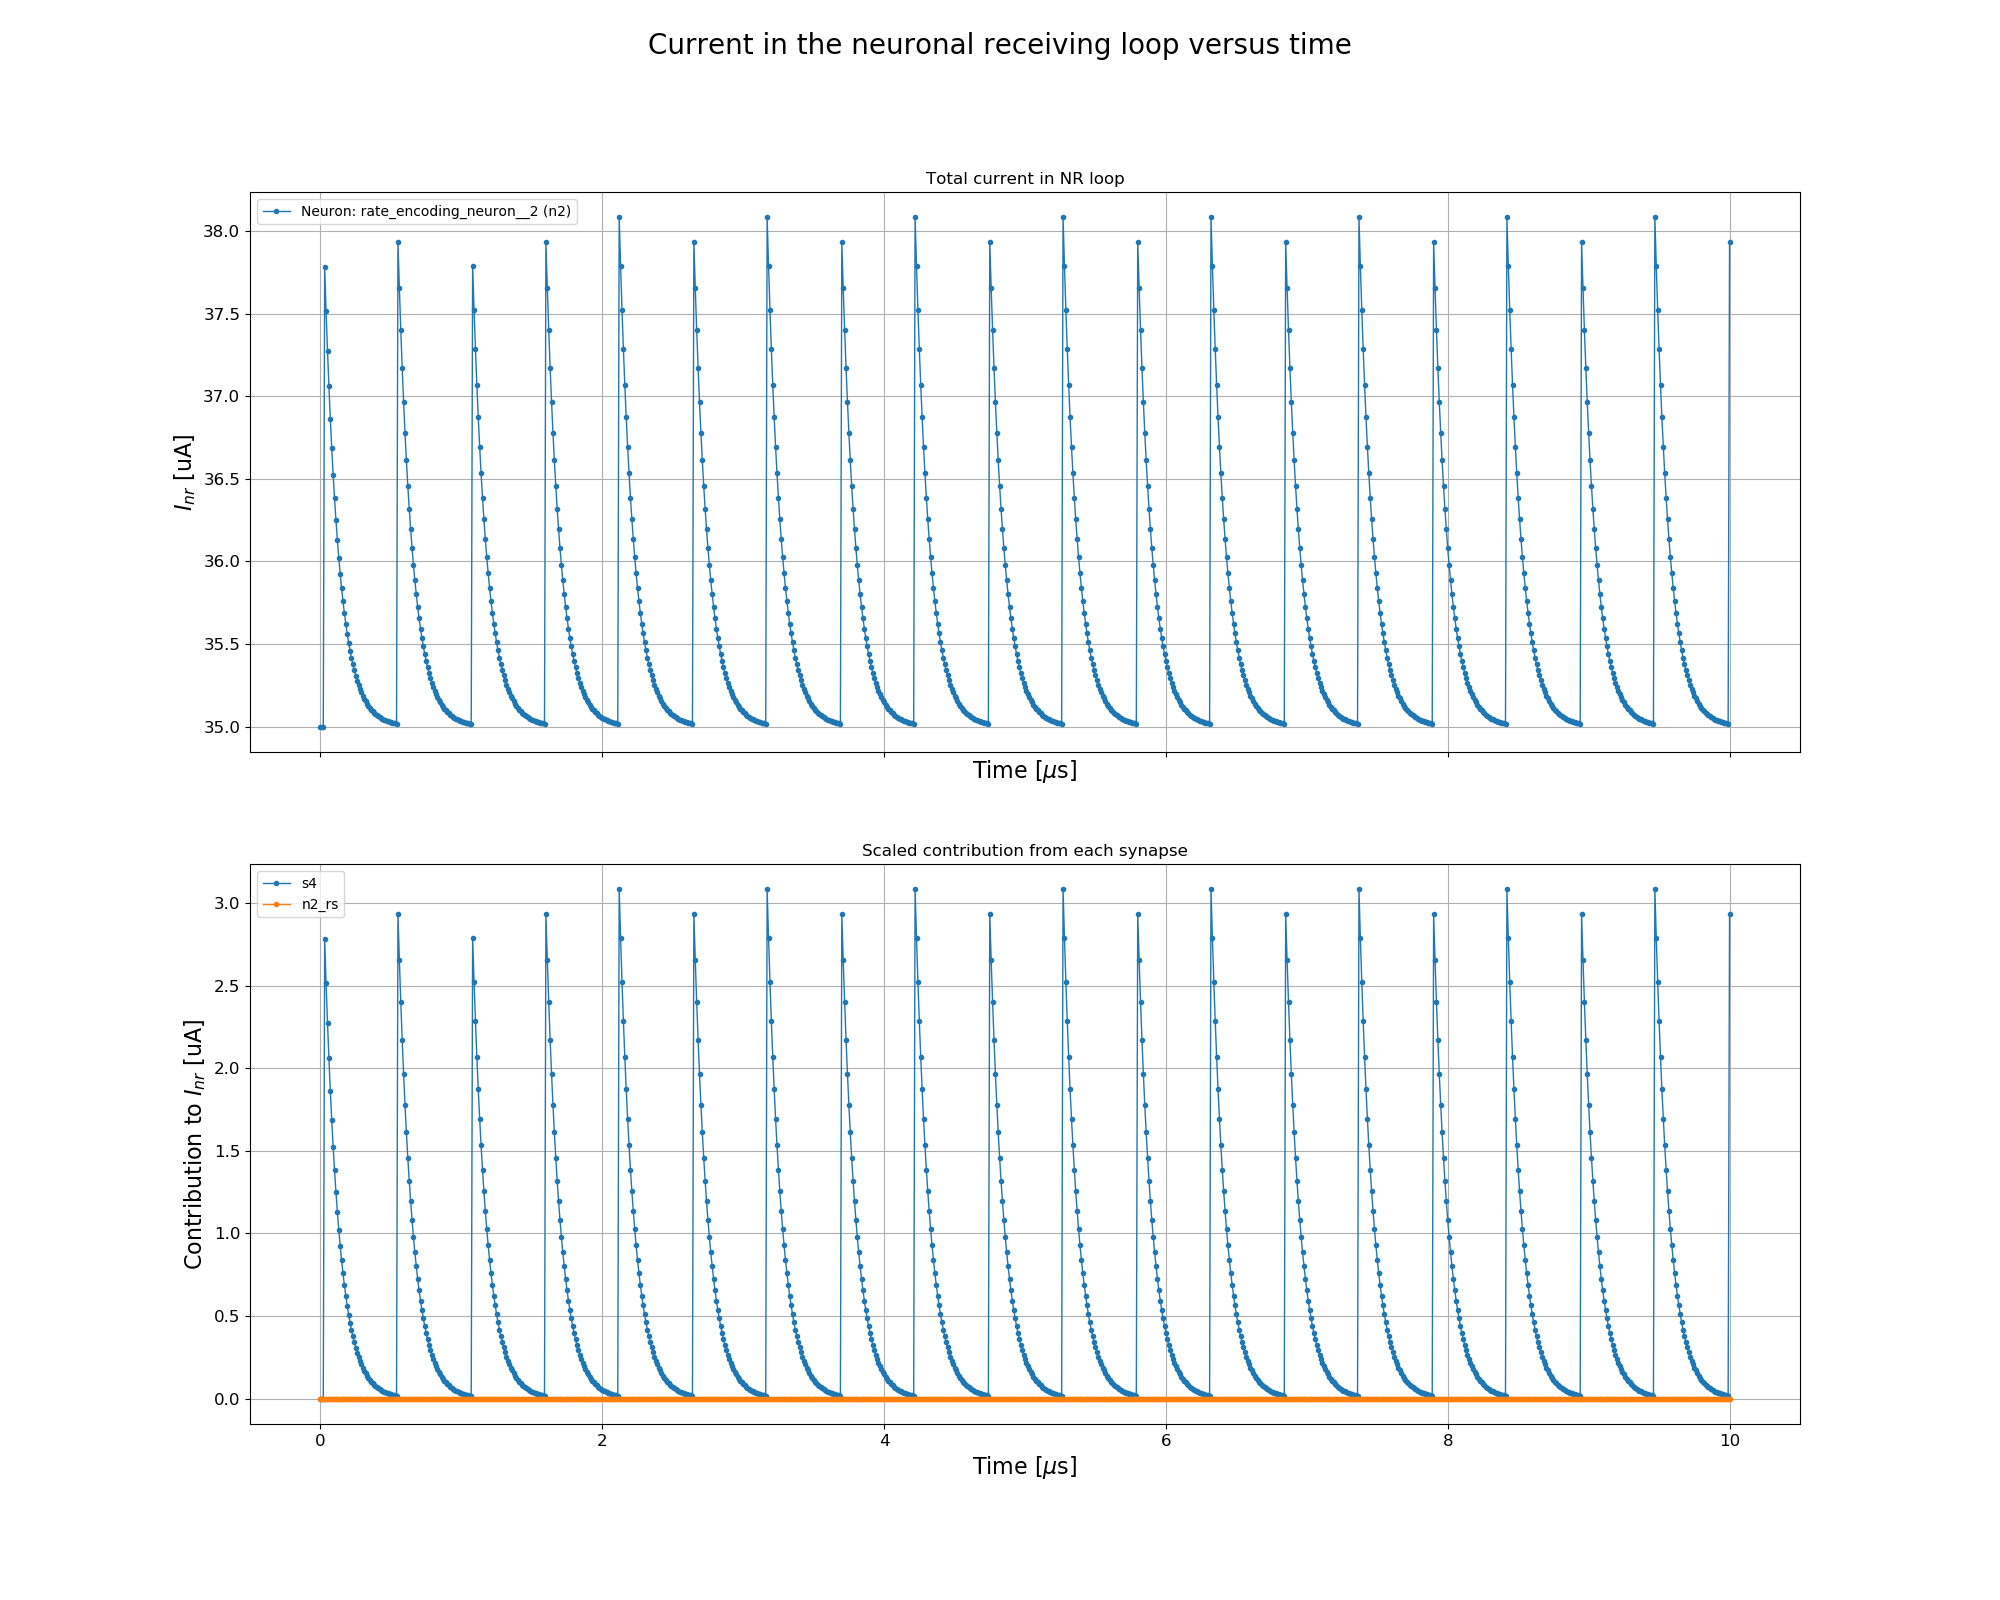 Current in the neuronal receiving loop versus time
Total current in NR loop
Neuron: rate_encoding_neuron__2 (n2)
38.0
37.5
37.0
36.5
36.0
35.5
35.0
I_nr [uA]
Time [μs]
Scaled contribution from each synapse
s4
n2_rs
3.0
2.5
2.0
1.5
1.0
0.5
0.0
Contribution to I_nr [uA]
0 2 4 6 8 10
Time [μs]